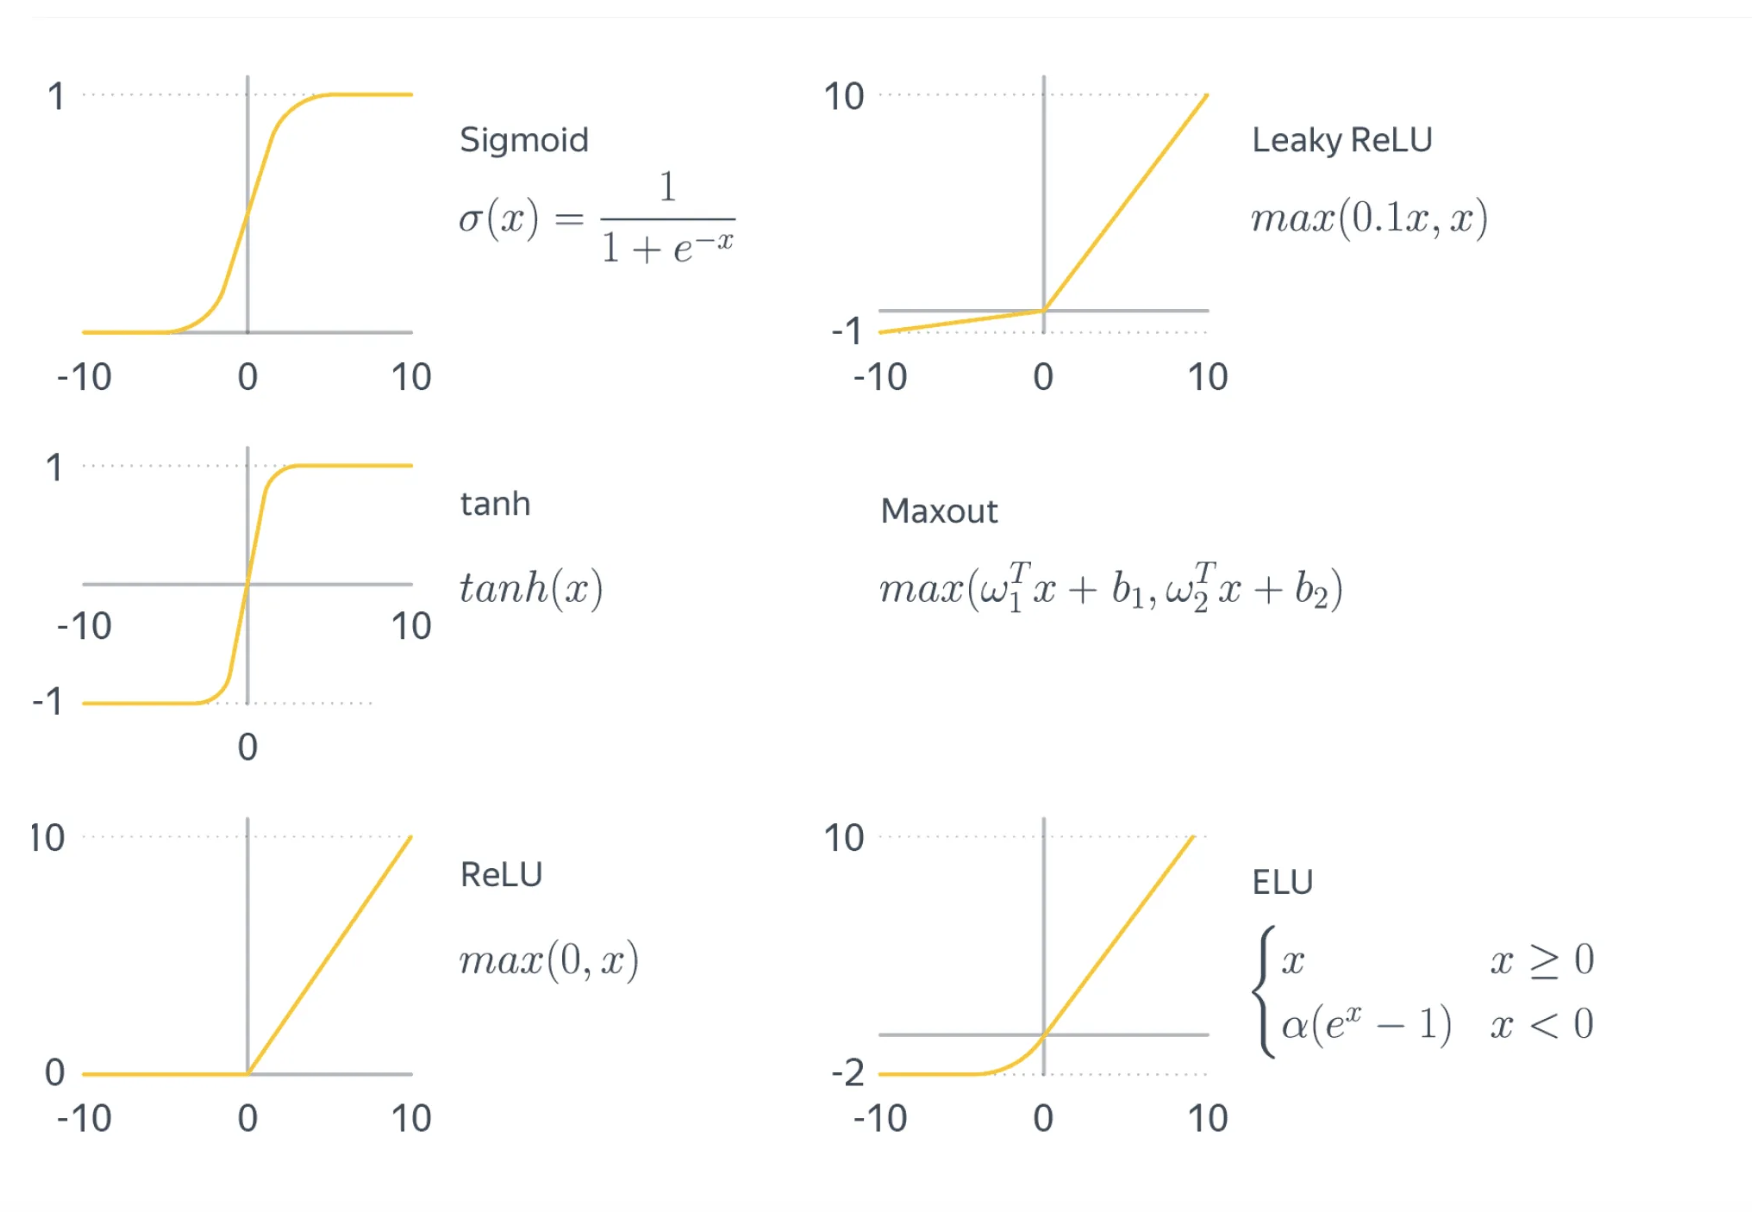 1
-10 0 10
Sigmoid
σ(x) = \frac{1}{1 + e^{-x}}
10
-1
-10 0 10
Leaky ReLU
max(0.1x, x)
1
-10 10
-1
0
tanh
tanh(x)
Maxout
max(ω_1^T x + b_1, ω_2^T x + b_2)
10
0
-10 0 10
ReLU
max(0, x)
10
-2
-10 0 10
ELU
x x ≥ 0
α(e^x − 1) x < 0